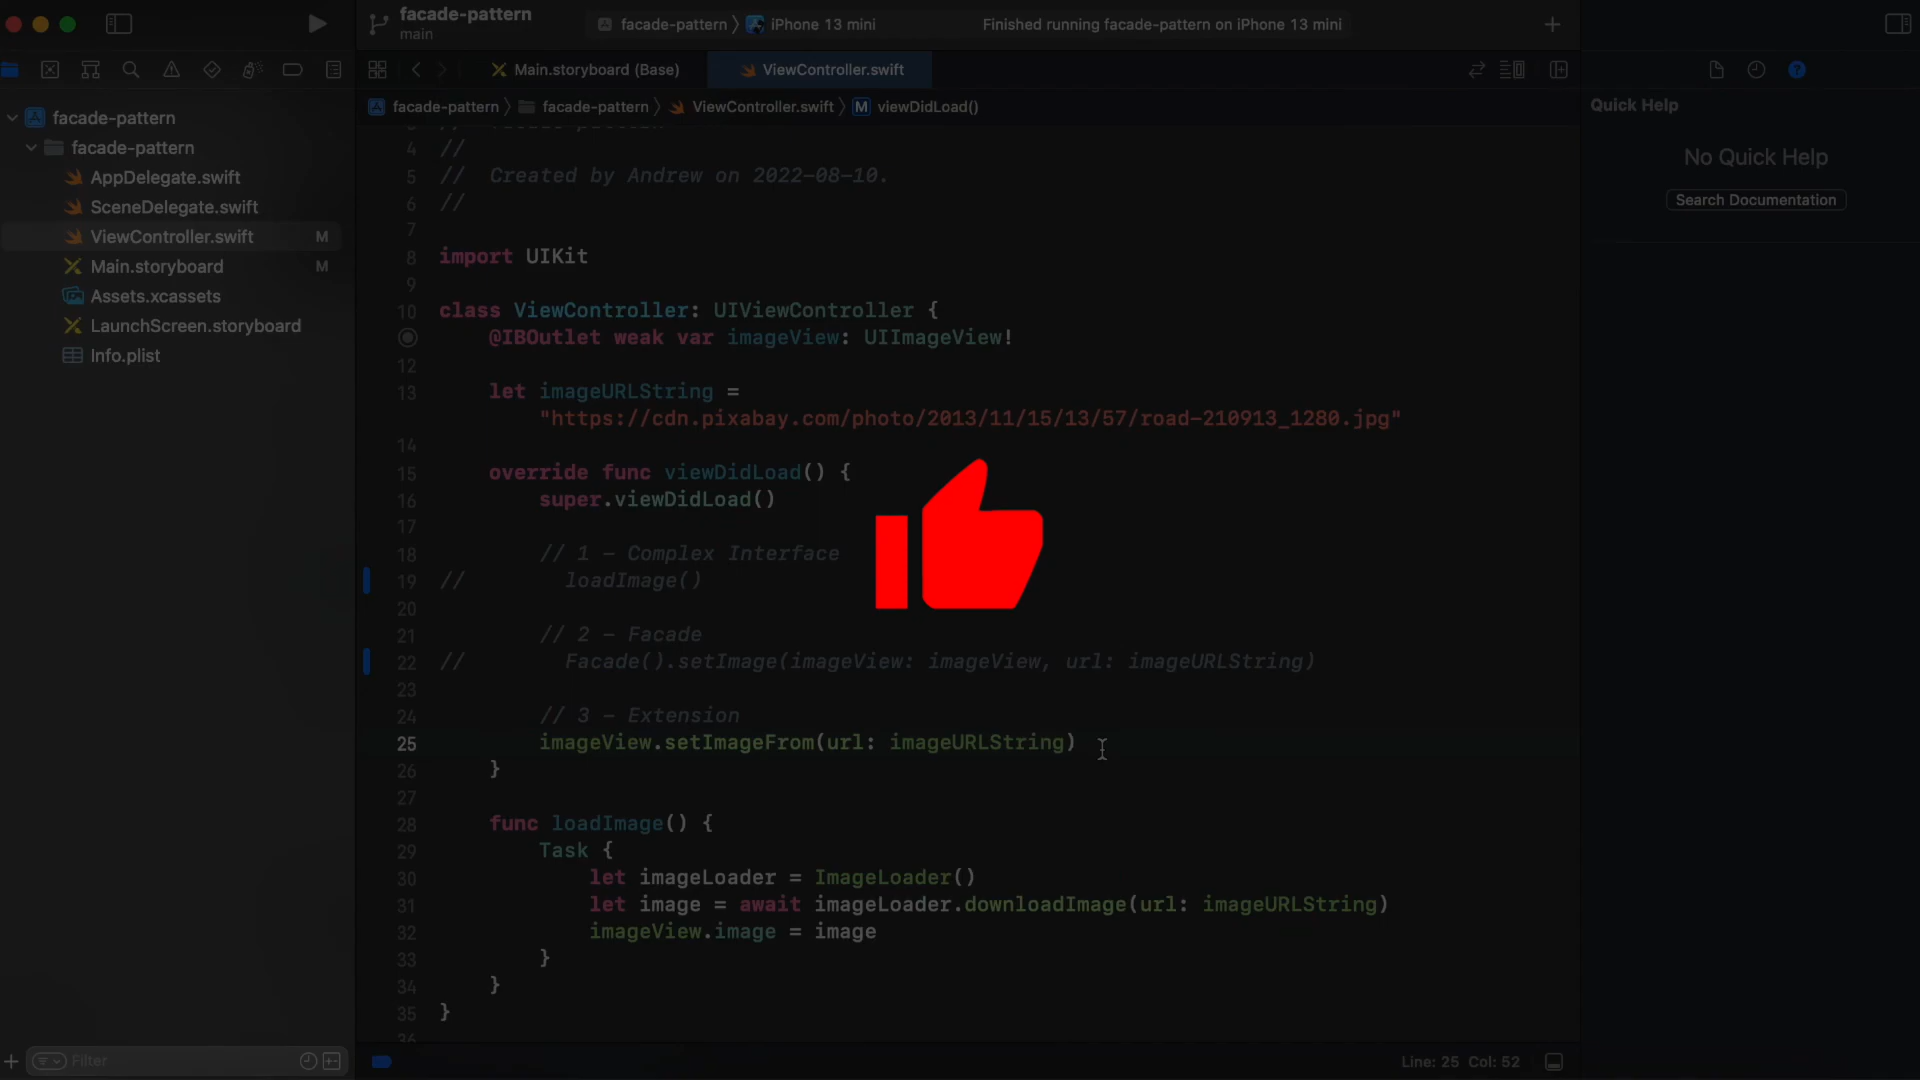 facade-pattern
main
facade-pattern
iPhone 13 mini
Finished running facade-pattern on iPhone 13 mini
Main.storyboard (Base)
ViewController.swift
facade-pattern
facade-pattern
ViewController.swift
M
viewDidLoad()
Quick Help
No Quick Help
Search Documentation
facade-pattern
facade-pattern
AppDelegate.swift
SceneDelegate.swift
ViewController.swift M
Main.storyboard M
Assets.xcassets
LaunchScreen.storyboard
Info.plist
4 //
5 //  Created by Andrew on 2022-08-10.
6 //
7
8 import UIKit
9
10 class ViewController: UIViewController {
@IBOutlet weak var imageView: UIImageView!
12
13 let imageURLString =
"https://cdn.pixabay.com/photo/2013/11/15/13/57/road-210913_1280.jpg"
14
15 override func viewDidLoad() {
16 super.viewDidLoad()
17
18 // 1 - Complex Interface
19 // loadImage()
20
21 // 2 - Facade
22 // Facade().setImage(imageView: imageView, url: imageURLString)
23
24 // 3 - Extension
25 imageView.setImageFrom(url: imageURLString)
26 }
27
28 func loadImage() {
29 Task {
30 let imageLoader = ImageLoader()
31 let image = await imageLoader.downloadImage(url: imageURLString)
32 imageView.image = image
33 }
34 }
35 }
Filter
Line: 25 Col: 52